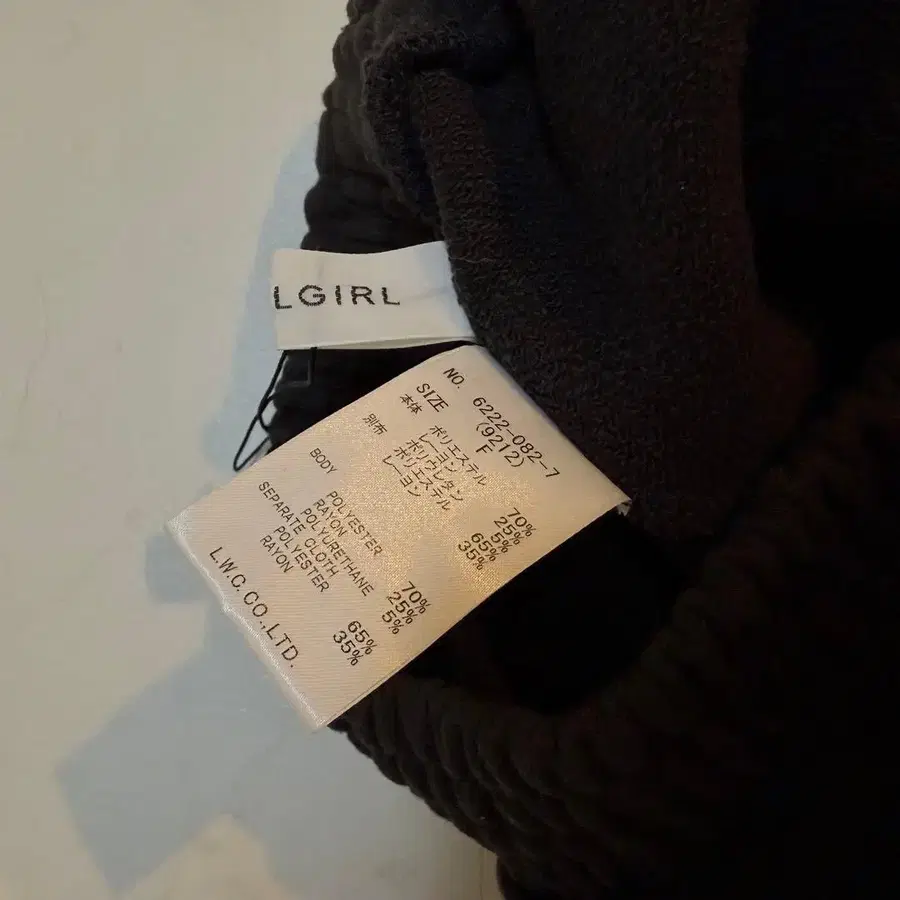 LGIRL
NO. 6222-082-7
(9212)
SIZE F
本体 ポリエステル 70%
レーヨン 25%
ポリウレタン 5%
別布 ポリエステル 65%
レーヨン 35%
BODY POLYESTER 70%
RAYON 25%
POLYURETHANE 5%
SEPARATE CLOTH
POLYESTER 65%
RAYON 35%
L.W.C.CO.,LTD.